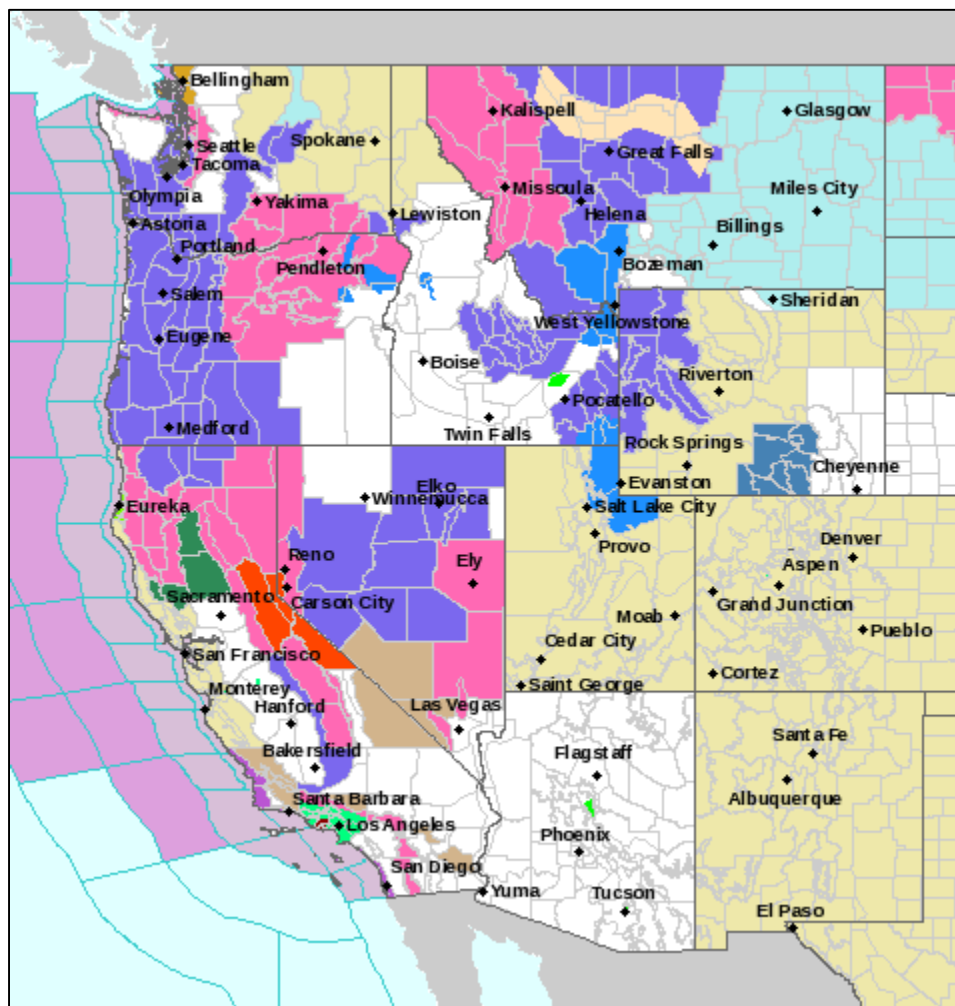 Bellingham
Kalispell
Glasgow
Seattle
Spokane
Great Falls
Tacoma
Missoula
Miles City
Olympia
Yakima
Helena
Lewiston
Astoria
Billings
Portland
Pendleton
Bozeman
Salem
Sheridan
West Yellowstone
Eugene
Boise
Riverton
Pocatello
Medford
Twin Falls
Rock Springs
Cheyenne
Elko
Evanston
Winnemucca
Eureka
Salt Lake City
Provo
Denver
Reno
Ely
Aspen
Sacramento
Carson City
Grand Junction
Moab
Pueblo
Cedar City
San Francisco
Cortez
Saint George
Monterey
Hanford
Las Vegas
Santa Fe
Bakersfield
Flagstaff
Albuquerque
Santa Barbara
Los Angeles
Phoenix
San Diego
Yuma
Tucson
El Paso